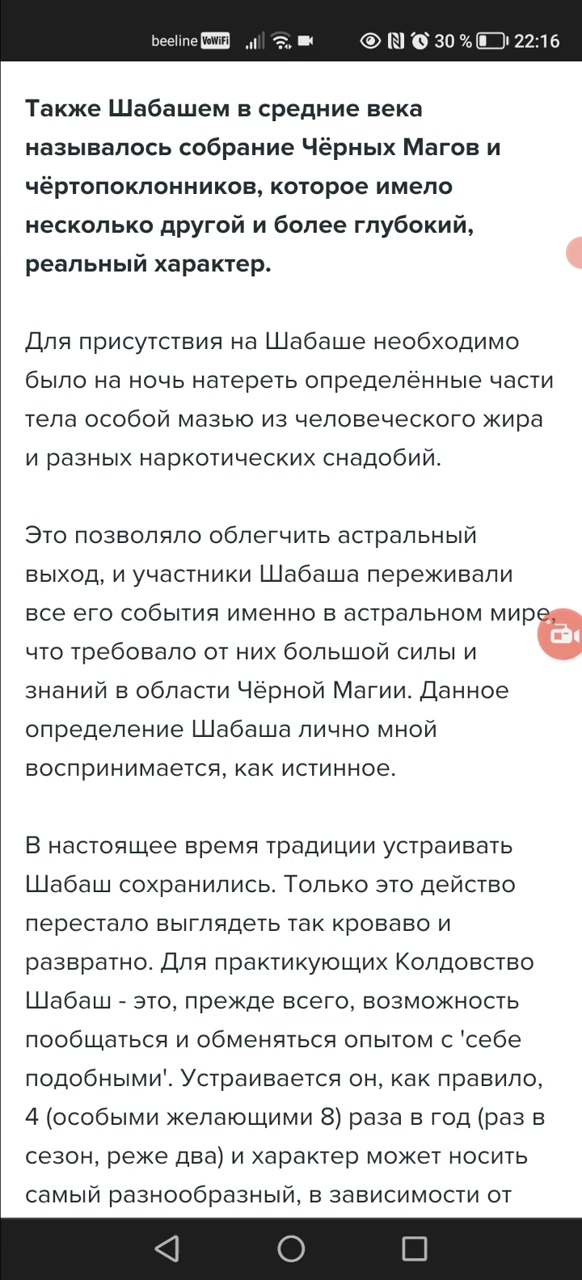 beeline VoWiFi 30 % 22:16
Также Шабашем в средние века
называлось собрание Чёрных Магов и
чёртопоклонников, которое имело
несколько другой и более глубокий,
реальный характер.
Для присутствия на Шабаше необходимо
было на ночь натереть определённые части
тела особой мазью из человеческого жира
и разных наркотических снадобий.
Это позволяло облегчить астральный
выход, и участники Шабаша переживали
все его события именно в астральном мире,
что требовало от них большой силы и
знаний в области Чёрной Магии. Данное
определение Шабаша лично мной
воспринимается, как истинное.
В настоящее время традиции устраивать
Шабаш сохранились. Только это действо
перестало выглядеть так кроваво и
развратно. Для практикующих Колдовство
Шабаш - это, прежде всего, возможность
пообщаться и обменяться опытом с 'себе
подобными'. Устраивается он, как правило,
4 (особыми желающими 8) раза в год (раз в
сезон, реже два) и характер может носить
самый разнообразный, в зависимости от